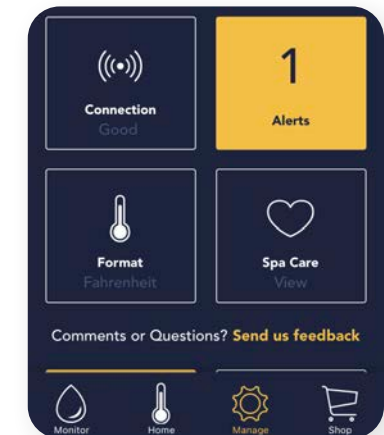 1
Connection
Good
Alerts
Format
Fahrenheit
Spa Care
View
Comments or Questions? Send us feedback
Monitor
Home
Manage
Shop